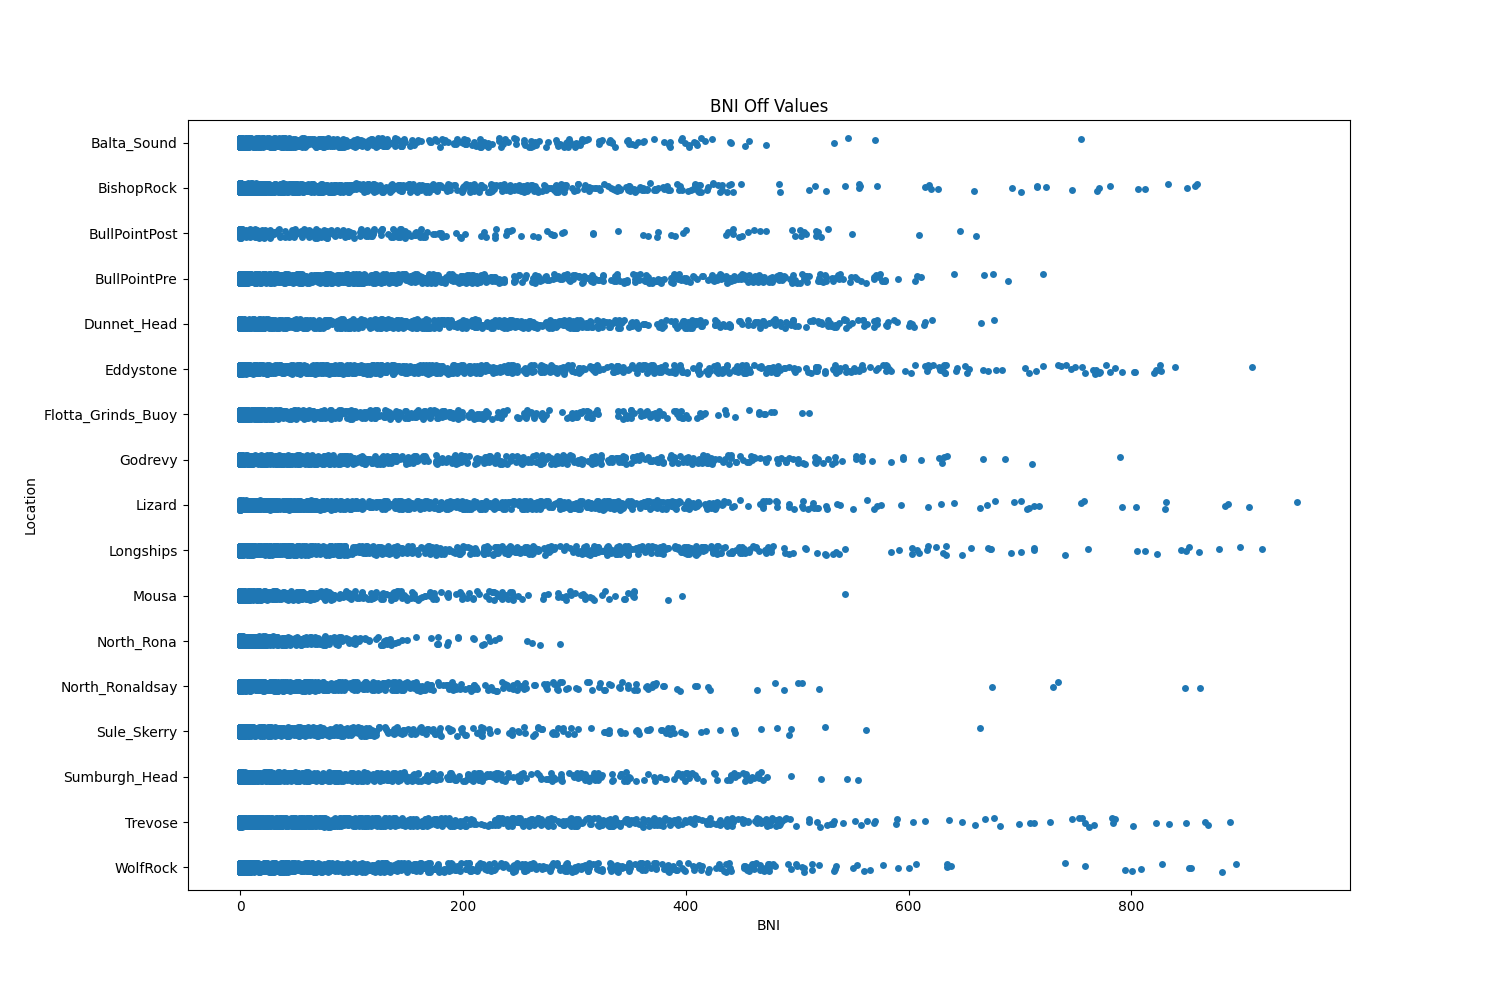 BNI Off Values
Balta_Sound
BishopRock
BullPointPost
BullPointPre
Dunnet_Head
Eddystone
Flotta_Grinds_Buoy
Godrevy
Lizard
Longships
Mousa
North_Rona
North_Ronaldsay
Sule_Skerry
Sumburgh_Head
Trevose
WolfRock
Location
0 200 400 600 800
BNI